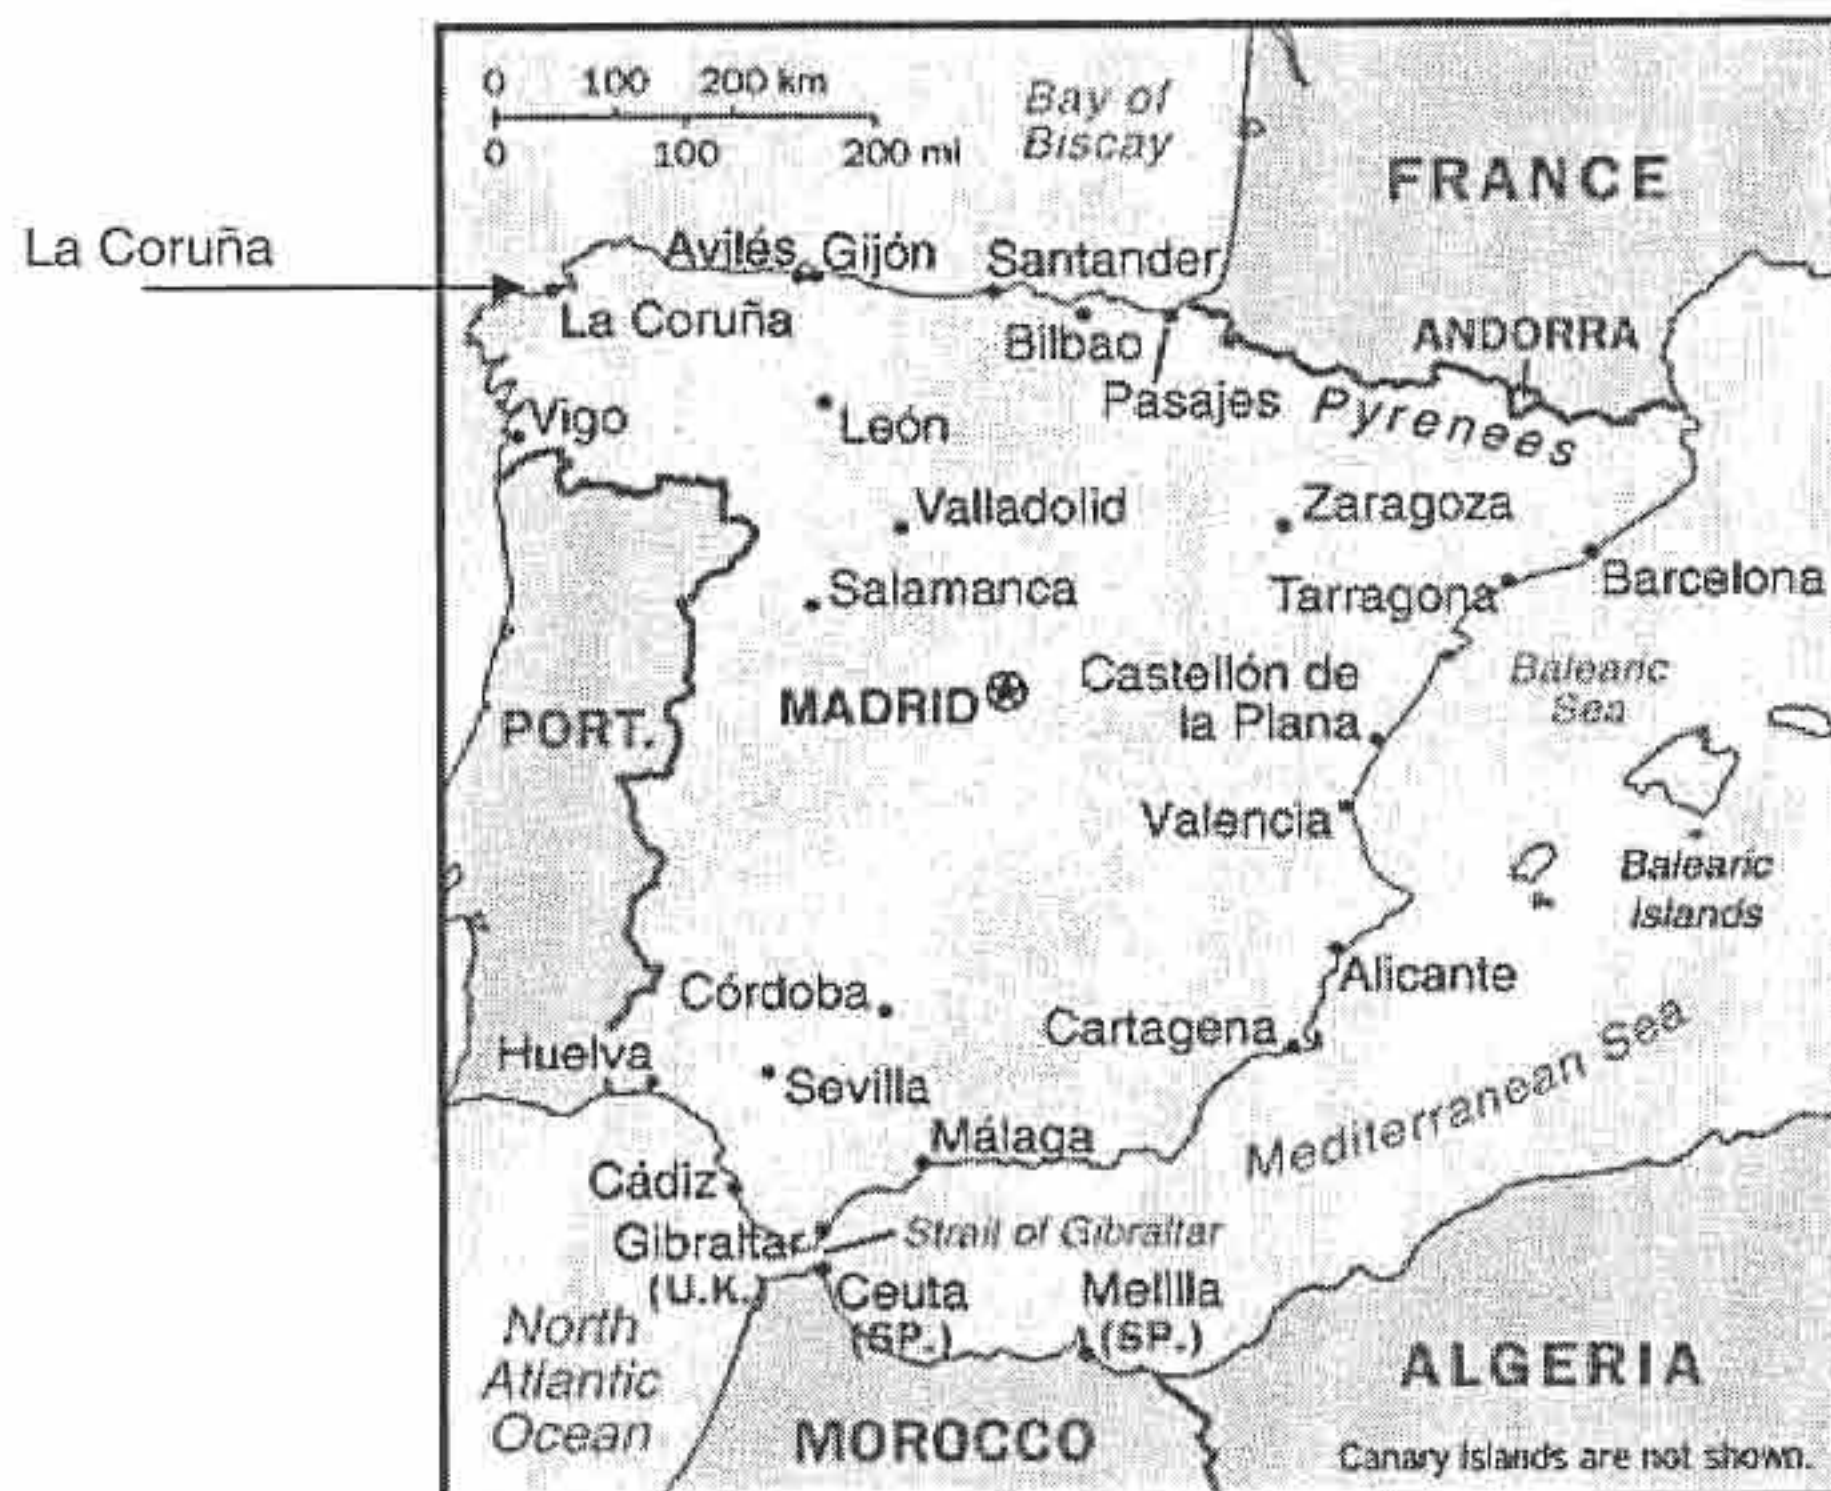 0 100 200 km
0 100 200 mi
Bay of
Biscay
FRANCE
La Coruña
Avilés Gijón Santander
La Coruña
Bilbao
ANDORRA
Pasajes
Pyrenees
Vigo
León
Valladolid
Zaragoza
Salamanca
Tarragona
Barcelona
MADRID
Castellón de
la Plana
Balearic
Sea
PORT.
Valencia
Balearic
Islands
Córdoba
Alicante
Cartagena
Huelva
Sevilla
Mediterranean Sea
Málaga
Cádiz
Gibraltar
(U.K.)
Strait of Gibraltar
Ceuta
(SP.)
Melilla
(SP.)
North
Atlantic
Ocean
MOROCCO
ALGERIA
Canary Islands are not shown.